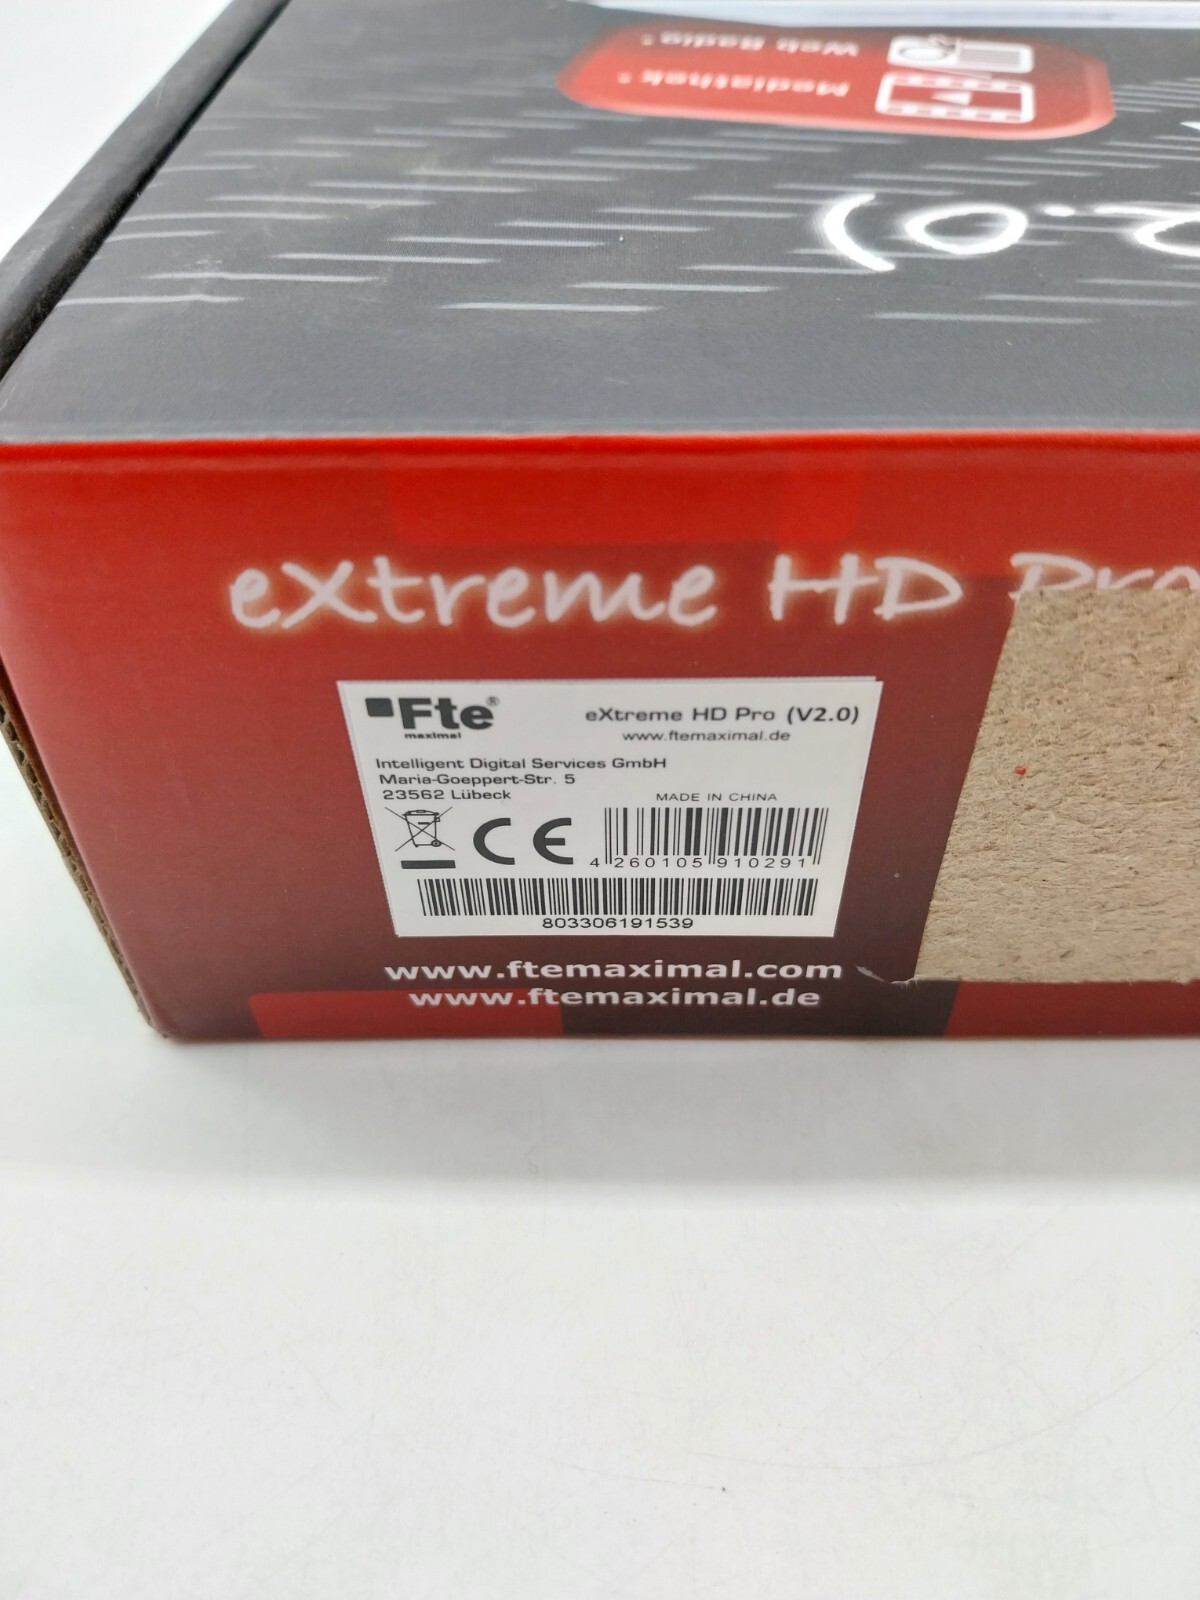 Web Radio*
Mediathek*
2.0)
eXtreme HD Pro
Fte®
maximal
eXtreme HD Pro (V2.0)
www.ftemaximal.de
Intelligent Digital Services GmbH
Maria-Goeppert-Str. 5
23562 Lübeck
MADE IN CHINA
CE
4 260105 910291
803306191539
www.ftemaximal.com
www.ftemaximal.de